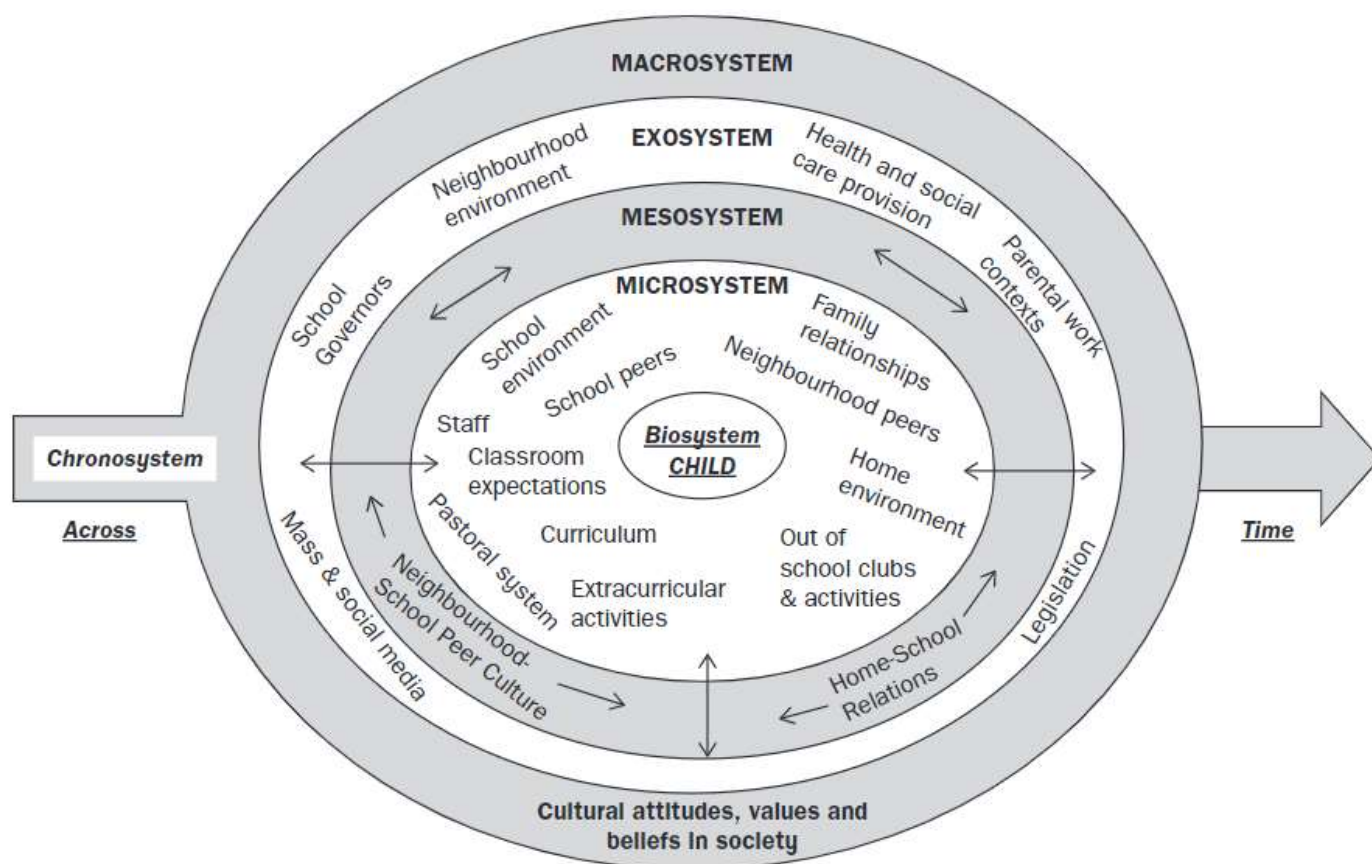 MACROSYSTEM
EXOSYSTEM
Neighbourhood
environment
Health and social
care provision
MESOSYSTEM
School
Governors
Parental work
contexts
MICROSYSTEM
School
environment
Family
relationships
School peers
Neighbourhood peers
Staff
Biosystem
CHILD
Classroom
expectations
Home
environment
Chronosystem
Across
Time
Pastoral system
Curriculum
Out of
school clubs
& activities
Extracurricular
activities
Mass & social media
Neighbourhood-
School Peer Culture
Home-School
Relations
Legislation
Cultural attitudes, values and
beliefs in society